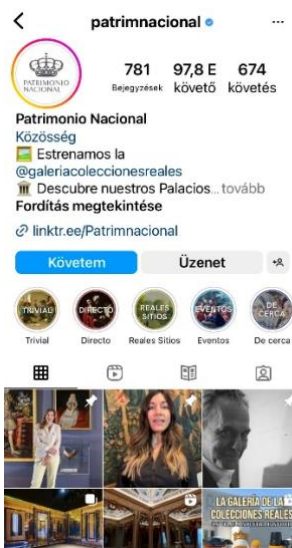 patrimnacional
PATRIMONIO
NACIONAL
781 97,8 E 674
Bejegyzések követő követés
Patrimonio Nacional
Közösség
Estrenamos la
@galeriacoleccionesreales
Descubre nuestros Palacios... tovább
Fordítás megtekintése
linktr.ee/Patrimnacional
Követem Üzenet
TRIVIAL DIRECTO REALES SITIOS EVENTOS DE CERCA
Trivial Directo Reales Sitios Eventos De cerca
LA GALERÍA DE LAS
COLECCIONES REALES